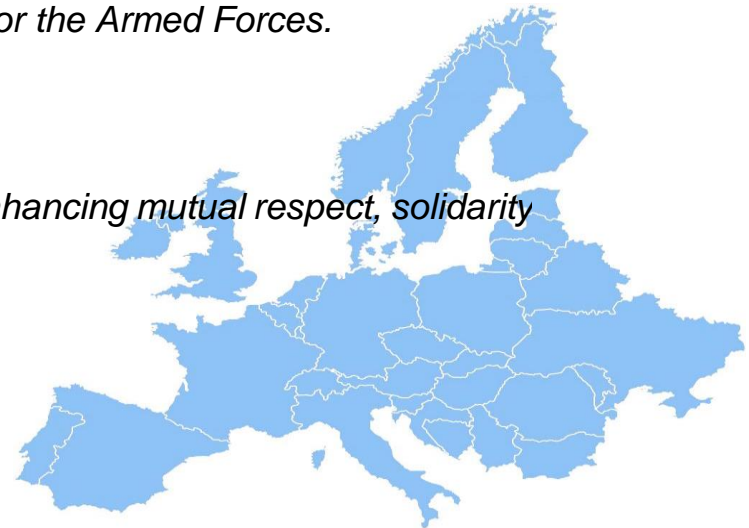 or the Armed Forces.
hancing mutual respect, solidarity